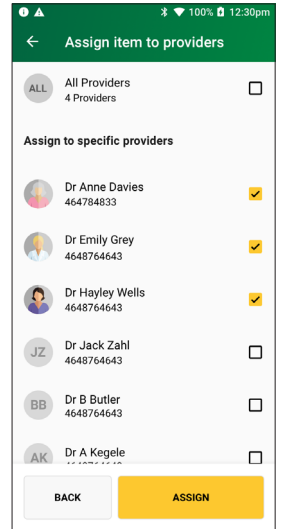 100% 12:30pm
Assign item to providers
ALL
All Providers
4 Providers
Assign to specific providers
Dr Anne Davies
464784833
Dr Emily Grey
4648764643
Dr Hayley Wells
4648764643
JZ
Dr Jack Zahl
4648764643
BB
Dr B Butler
4648764643
AK
Dr A Kegele
BACK
ASSIGN